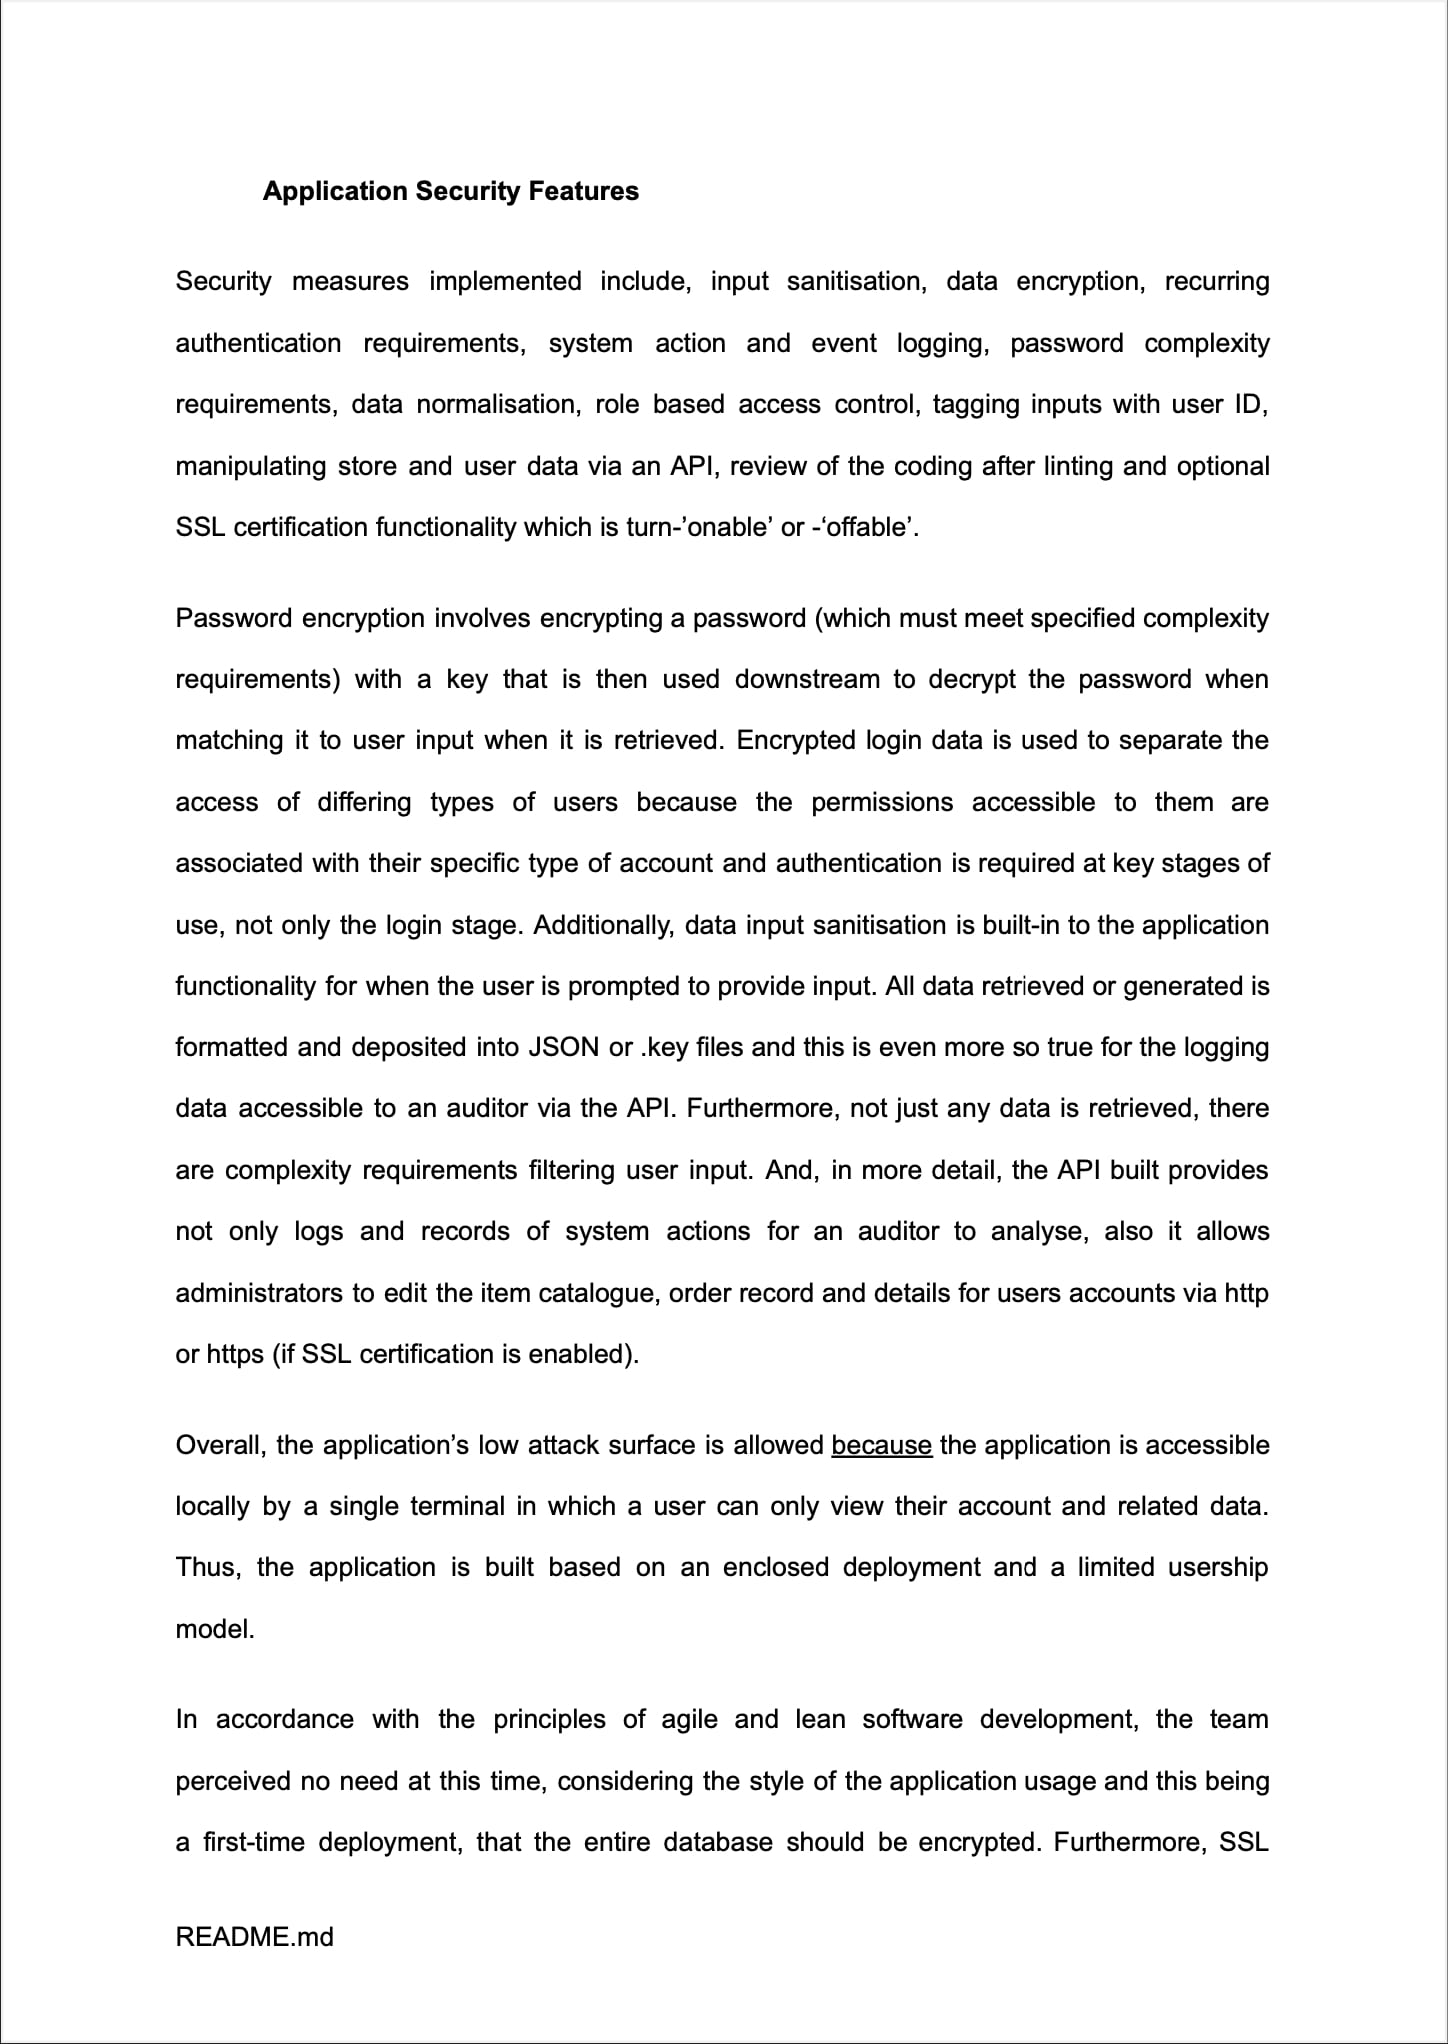 Application Security Features
Security measures implemented include, input sanitisation, data encryption, recurring
authentication requirements, system action and event logging, password complexity
requirements, data normalisation, role based access control, tagging inputs with user ID,
manipulating store and user data via an API, review of the coding after linting and optional
SSL certification functionality which is turn-’onable’ or -‘offable’.
Password encryption involves encrypting a password (which must meet specified complexity
requirements) with a key that is then used downstream to decrypt the password when
matching it to user input when it is retrieved. Encrypted login data is used to separate the
access of differing types of users because the permissions accessible to them are
associated with their specific type of account and authentication is required at key stages of
use, not only the login stage. Additionally, data input sanitisation is built-in to the application
functionality for when the user is prompted to provide input. All data retrieved or generated is
formatted and deposited into JSON or .key files and this is even more so true for the logging
data accessible to an auditor via the API. Furthermore, not just any data is retrieved, there
are complexity requirements filtering user input. And, in more detail, the API built provides
not only logs and records of system actions for an auditor to analyse, also it allows
administrators to edit the item catalogue, order record and details for users accounts via http
or https (if SSL certification is enabled).
Overall, the application’s low attack surface is allowed because the application is accessible
locally by a single terminal in which a user can only view their account and related data.
Thus, the application is built based on an enclosed deployment and a limited usership
model.
In accordance with the principles of agile and lean software development, the team
perceived no need at this time, considering the style of the application usage and this being
a first-time deployment, that the entire database should be encrypted. Furthermore, SSL
README.md